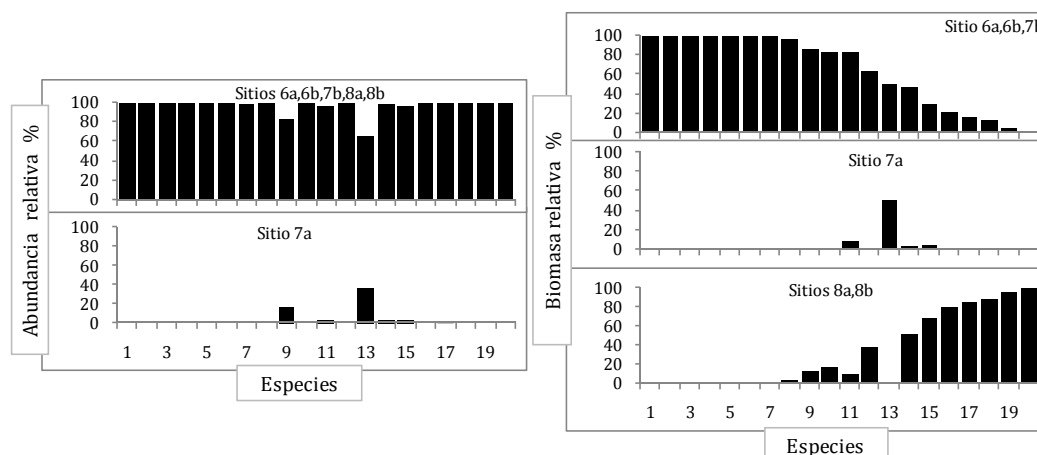 Abundancia relativa %
Sitios 6a,6b,7b,8a,8b
100
80
60
40
20
0
Sitio 7a
100
80
60
40
20
0
1 3 5 7 9 11 13 15 17 19
Especies
Biomasa relativa %
Sitio 6a,6b,7b
100
80
60
40
20
0
Sitio 7a
100
80
60
40
20
0
Sitios 8a,8b
100
80
60
40
20
0
1 3 5 7 9 11 13 15 17 19
Especies